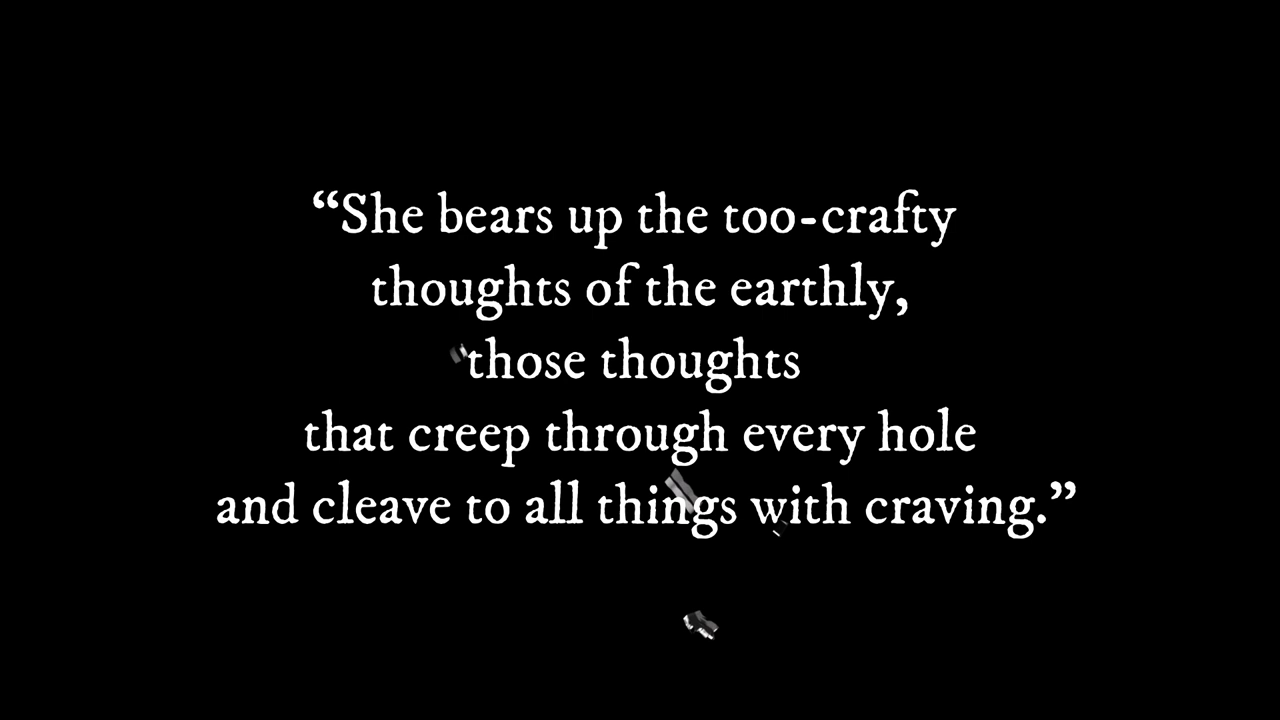 “She bears up the too-crafty
thoughts of the earthly,
those thoughts
that creep through every hole
and cleave to all things with craving.”